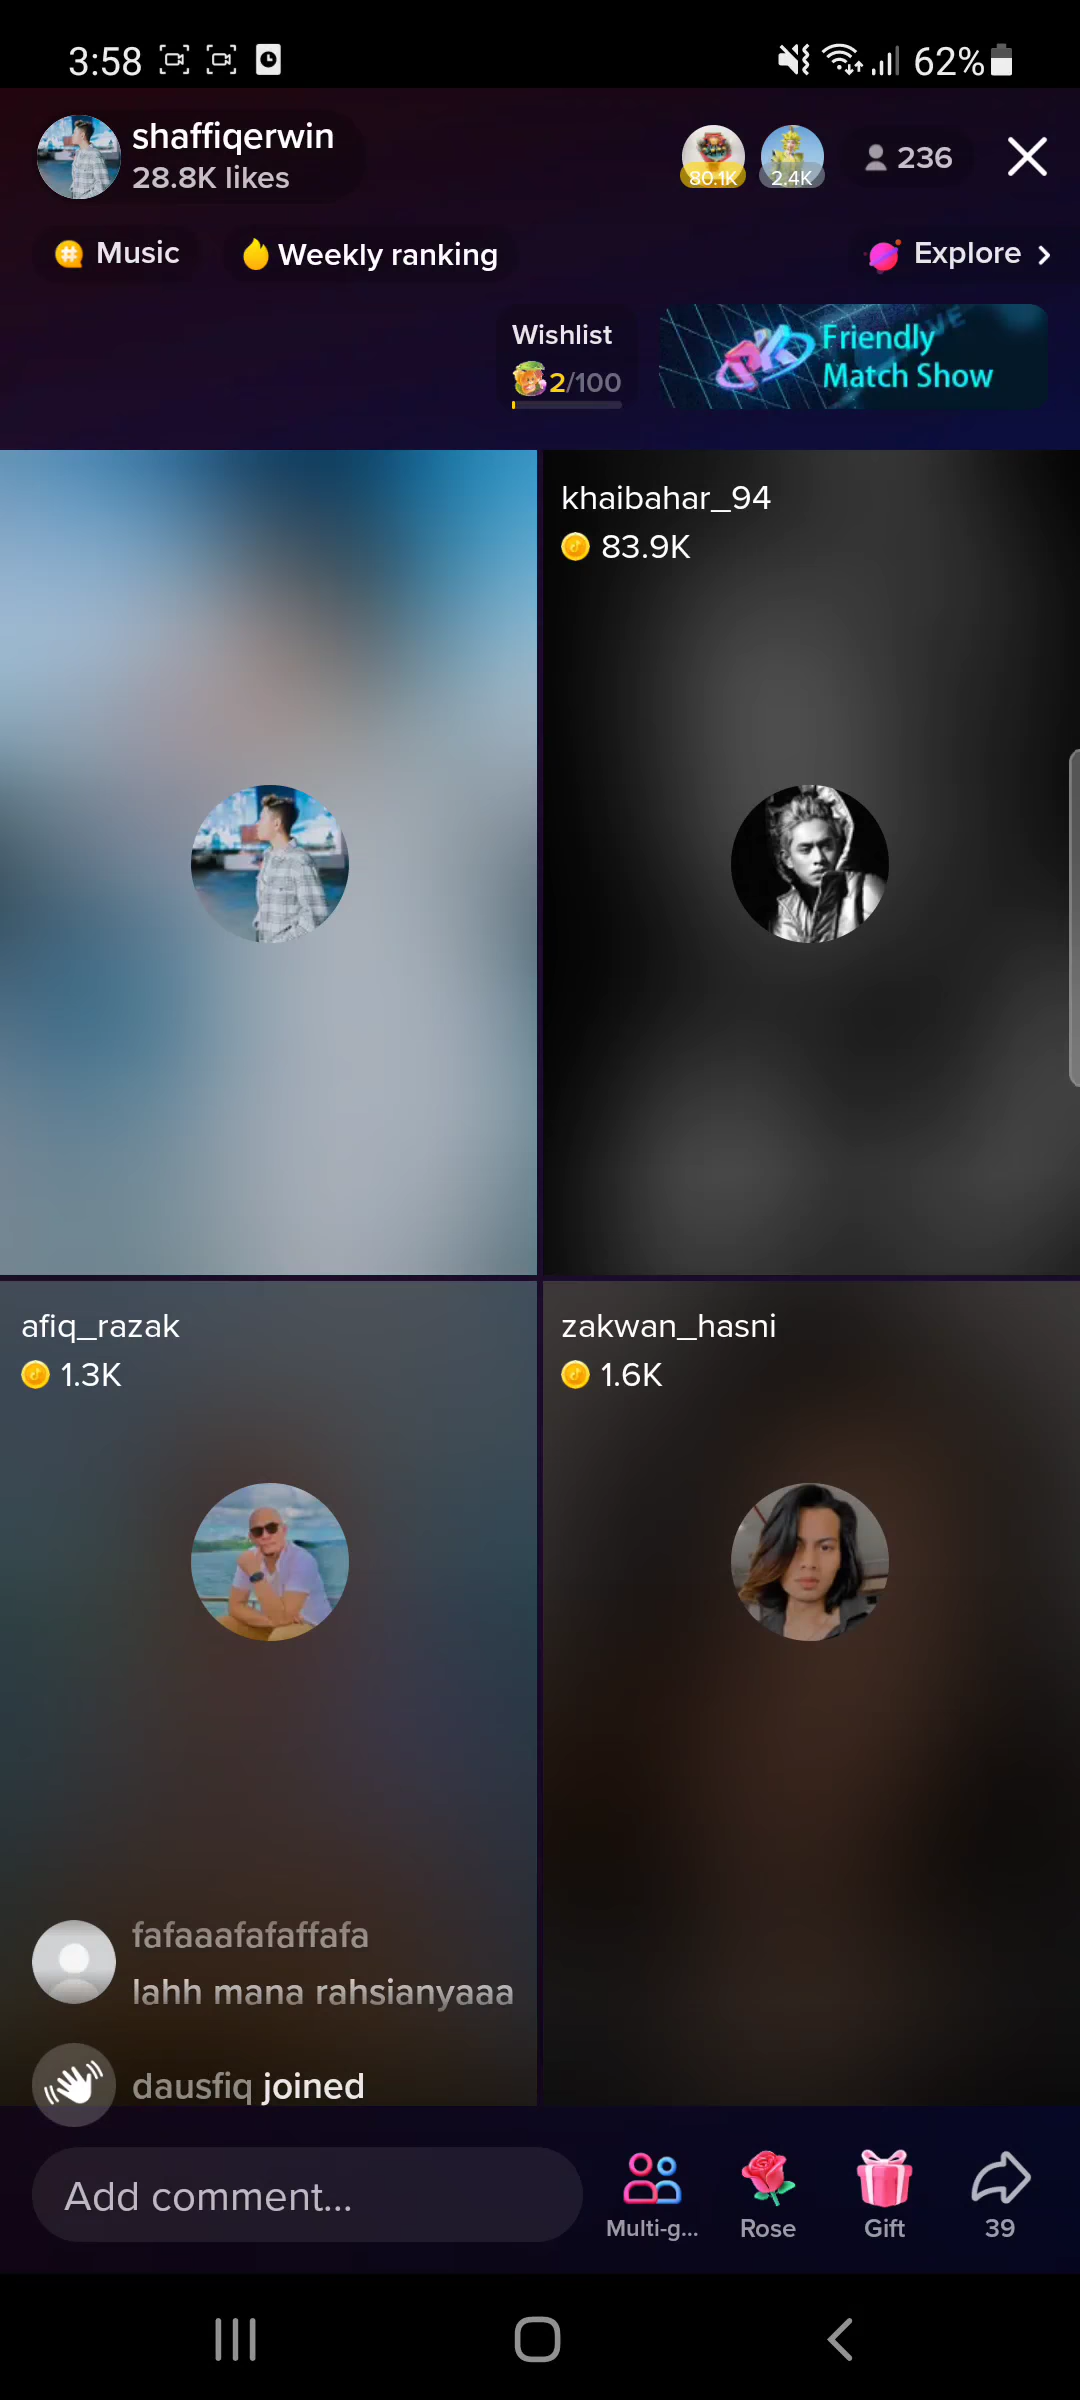 3:58
62%
shaffiqerwin
28.8K likes
80.1K
2.4K
236
Music
Weekly ranking
Explore
Wishlist
2/100
Friendly
Match Show
khaibahar_94
83.9K
afiq_razak
1.3K
zakwan_hasni
1.6K
fafaaafafaffafa
lahh mana rahsianyaaa
dausfiq joined
Add comment...
Multi-g...
Rose
Gift
39